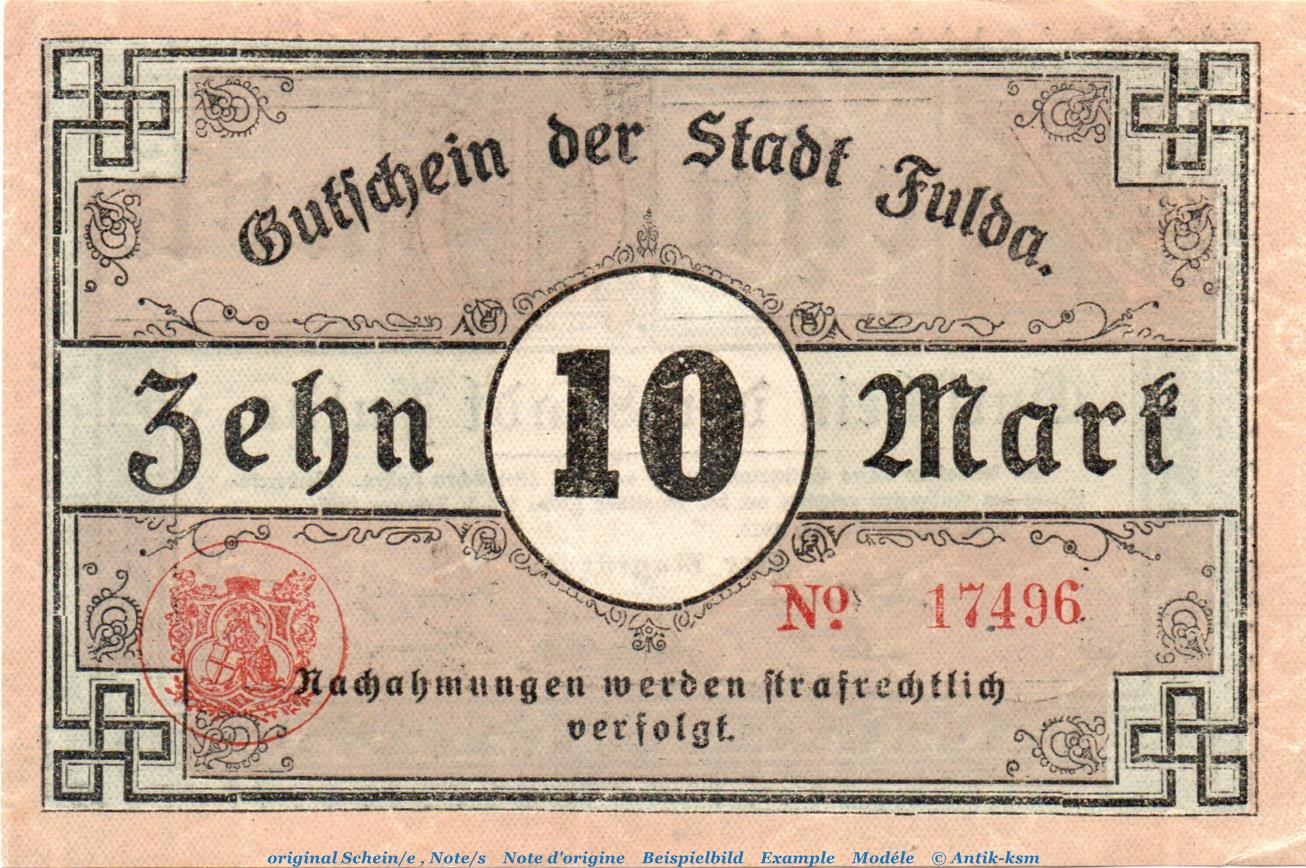 Gutschein der Stadt Fulda.
Zehn 10 Mark
No 17496
Nachahmungen werden strafrechtlich
verfolgt.
original Schein/e , Note/s Note d'origine Beispielbild Example Modéle © Antik-ksm